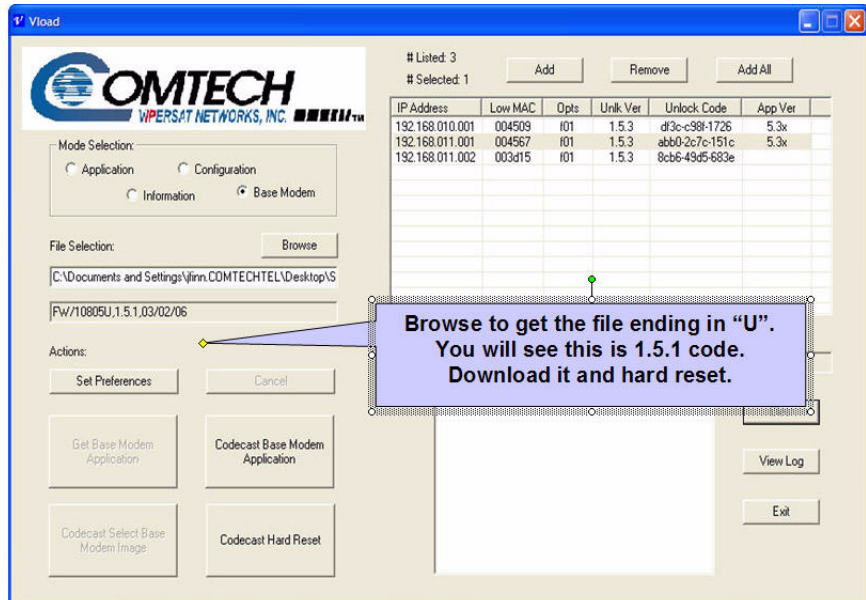 Vload
COMTECH
VIPERSAT NETWORKS, INC. TM
# Listed: 3
# Selected: 1
Add
Remove
Add All
IP Address Low MAC Opts Unlk Ver Unlock Code App Ver
192.168.010.001 004509 f01 1.5.3 df3c-c98f-1726 5.3x
192.168.011.001 004567 f01 1.5.3 abb0-2c7c-151c 5.3x
192.168.011.002 003d15 f01 1.5.3 8cb6-49d5-683e
Mode Selection:
Application
Configuration
Information
Base Modem
File Selection:
Browse
C:\Documents and Settings\jfinn.COMTECHTEL\Desktop\S
FW/10805U,1.5.1,03/02/06
Browse to get the file ending in “U”.
You will see this is 1.5.1 code.
Download it and hard reset.
Actions:
Set Preferences
Cancel
Get Base Modem
Application
Codecast Base Modem
Application
View Log
Codecast Select Base
Modem Image
Codecast Hard Reset
Exit